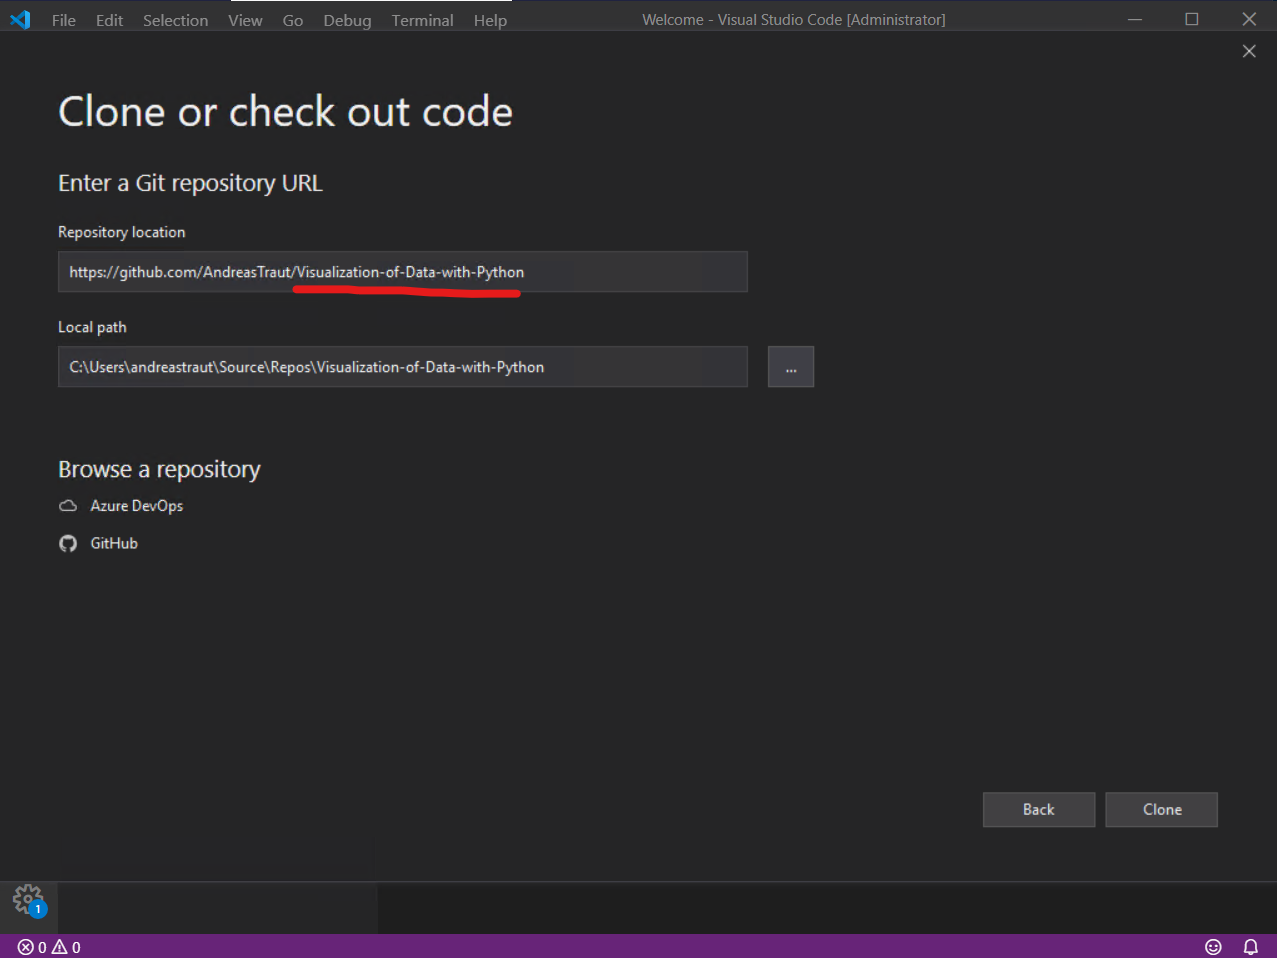 File Edit Selection View Go Debug Terminal Help Welcome - Visual Studio Code [Administrator]
Clone or check out code
Enter a Git repository URL
Repository location
https://github.com/AndreasTraut/Visualization-of-Data-with-Python
Local path
C:\Users\andreastraut\Source\Repos\Visualization-of-Data-with-Python
...
Browse a repository
Azure DevOps
GitHub
Back Clone
1
0 0